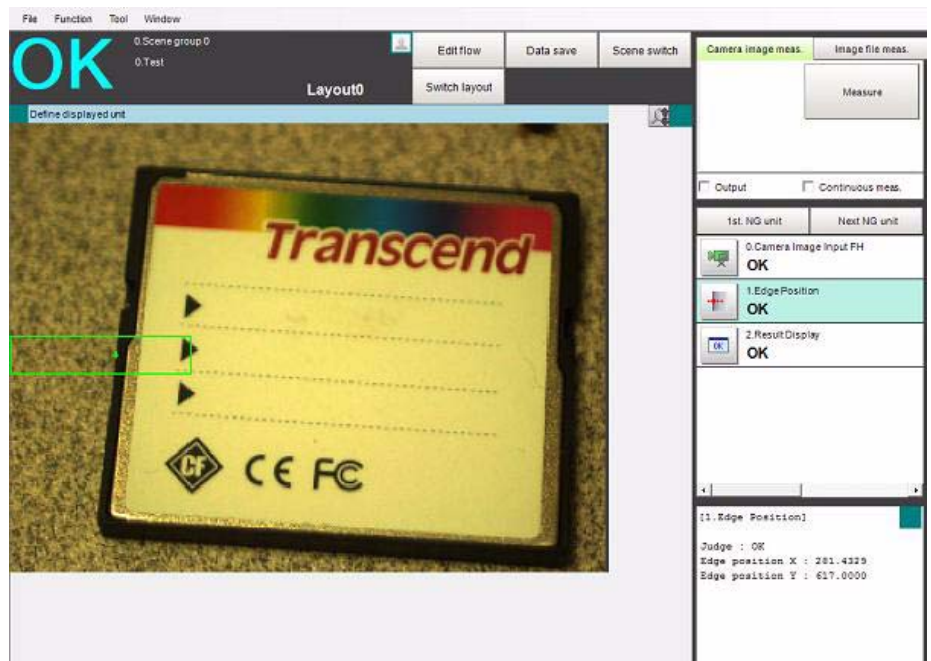 File Function Tool Window
OK
0.Scene group 0
0.Test
Layout0
Edit flow
Data save
Scene switch
Switch layout
Camera image meas.
Image file meas.
Measure
Output
Continuous meas.
Define displayed unit
Transcend
CF
CE FC
1st. NG unit
Next NG unit
0.Camera Image Input FH
OK
1.Edge Position
OK
2.Result Display
OK
OK
[1.Edge Position]
Judge : OK
Edge position X : 281.4329
Edge position Y : 617.0000